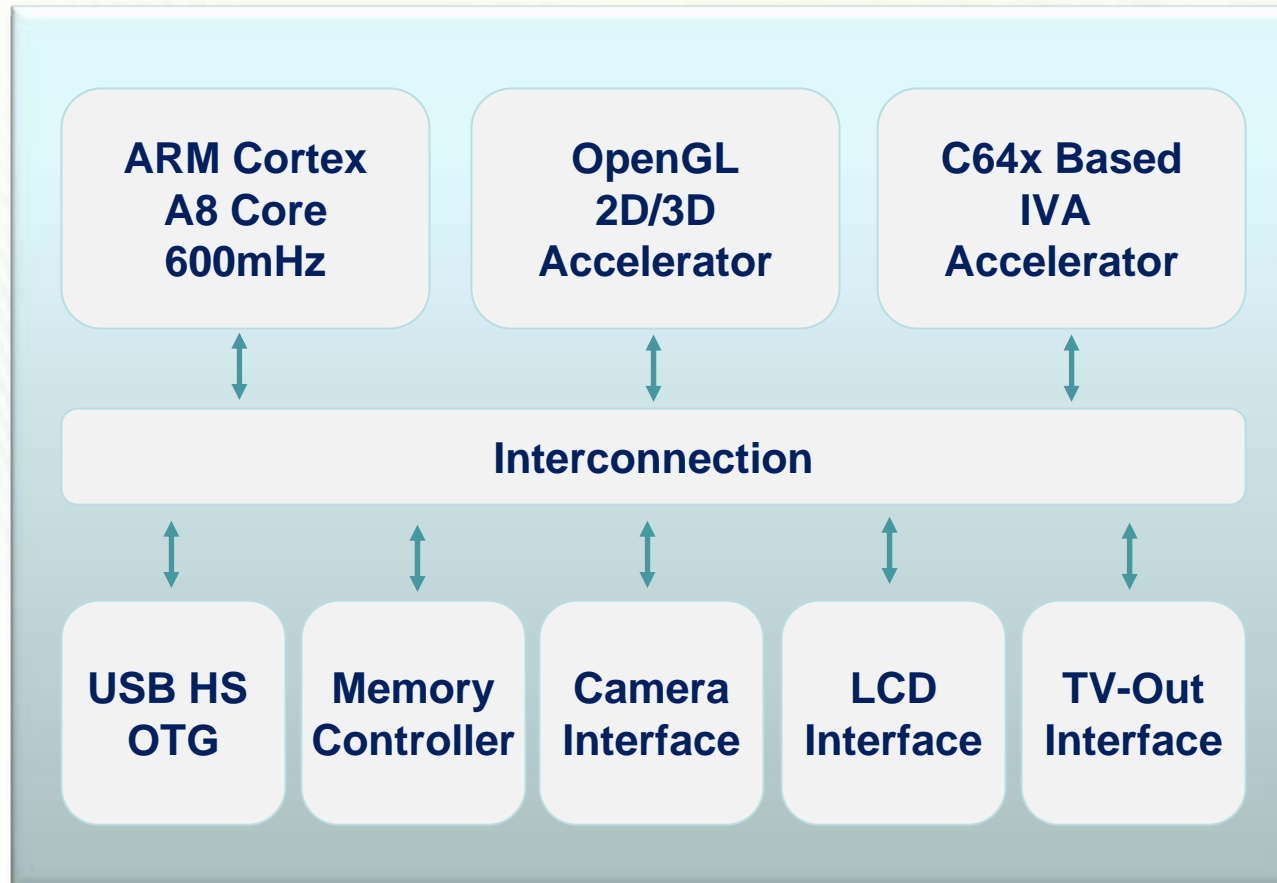 ARM Cortex
A8 Core
600mHz
OpenGL
2D/3D
Accelerator
C64x Based
IVA
Accelerator
Interconnection
USB HS
OTG
Memory
Controller
Camera
Interface
LCD
Interface
TV-Out
Interface